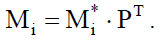 Mᵢ = Mᵢ* · Pᵀ .